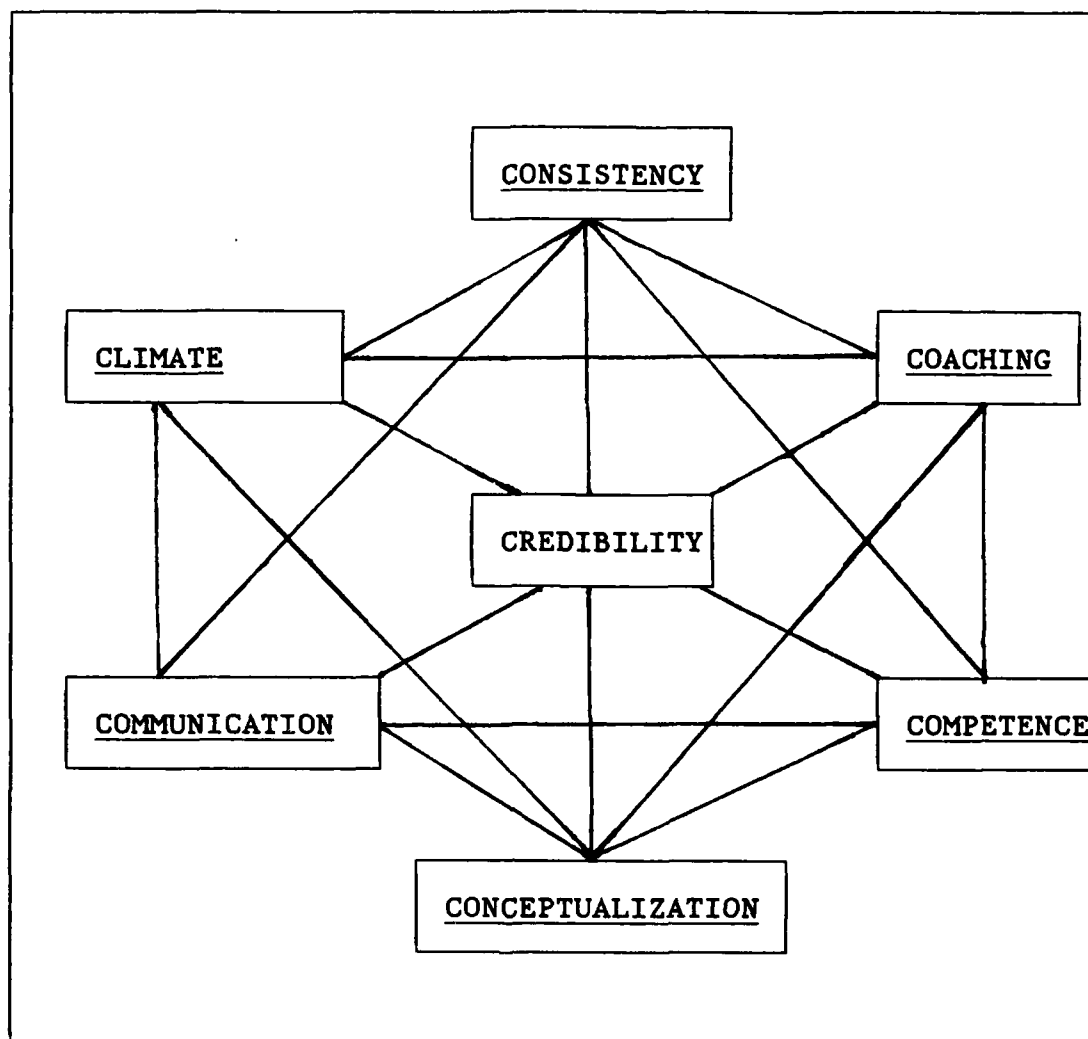 CONSISTENCY
CLIMATE
COACHING
CREDIBILITY
COMMUNICATION
COMPETENCE
CONCEPTUALIZATION